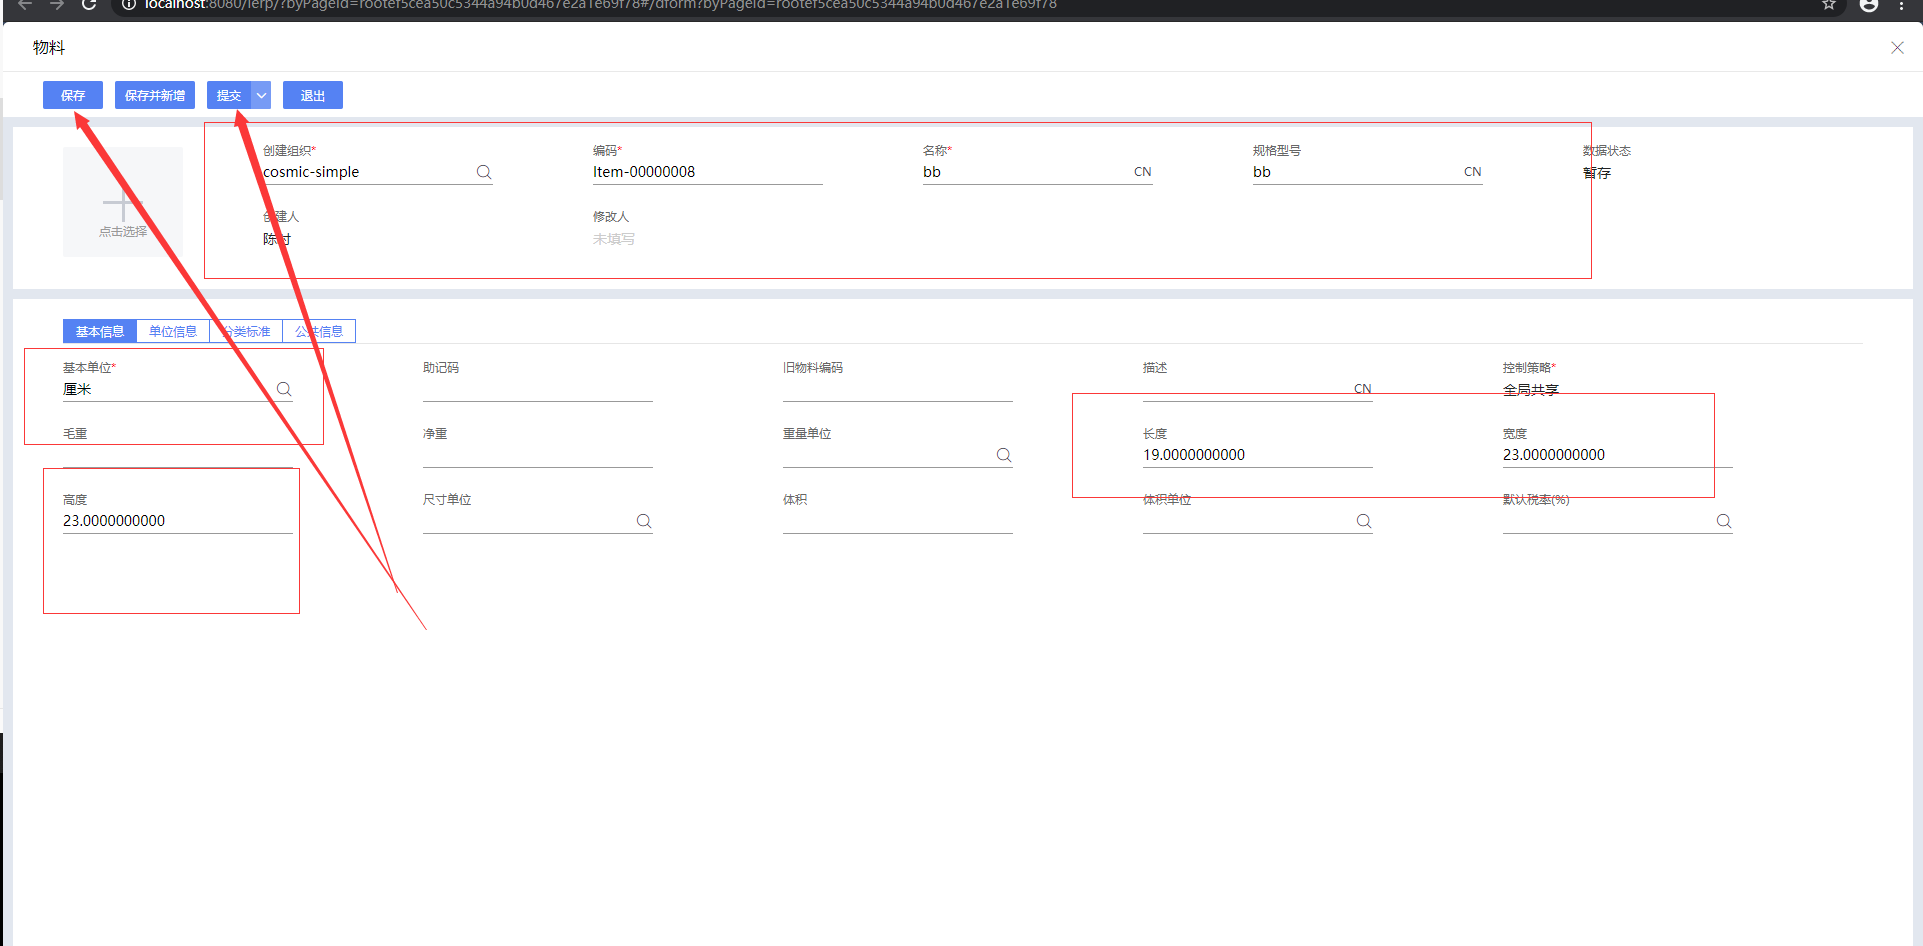 localhost:8080/ierp/?byPageId=rootef5cea50c5344a94b0d467e2a1e69f78#/dform?byPageId=rootef5cea50c5344a94b0d467e2a1e69f78
物料
保存 保存并新增 提交 退出
创建组织* 编码* 名称* 规格型号 数据状态
cosmic-simple Item-00000008 bb CN bb CN 暂存
创建人 修改人
陈付 未填写
点击选择
基本信息 单位信息 分类标准 公共信息
基本单位* 助记码 旧物料编码 描述 控制策略*
厘米 CN 全局共享
毛重 净重 重量单位 长度 宽度
19.0000000000 23.0000000000
高度 尺寸单位 体积 体积单位 默认税率(%)
23.0000000000